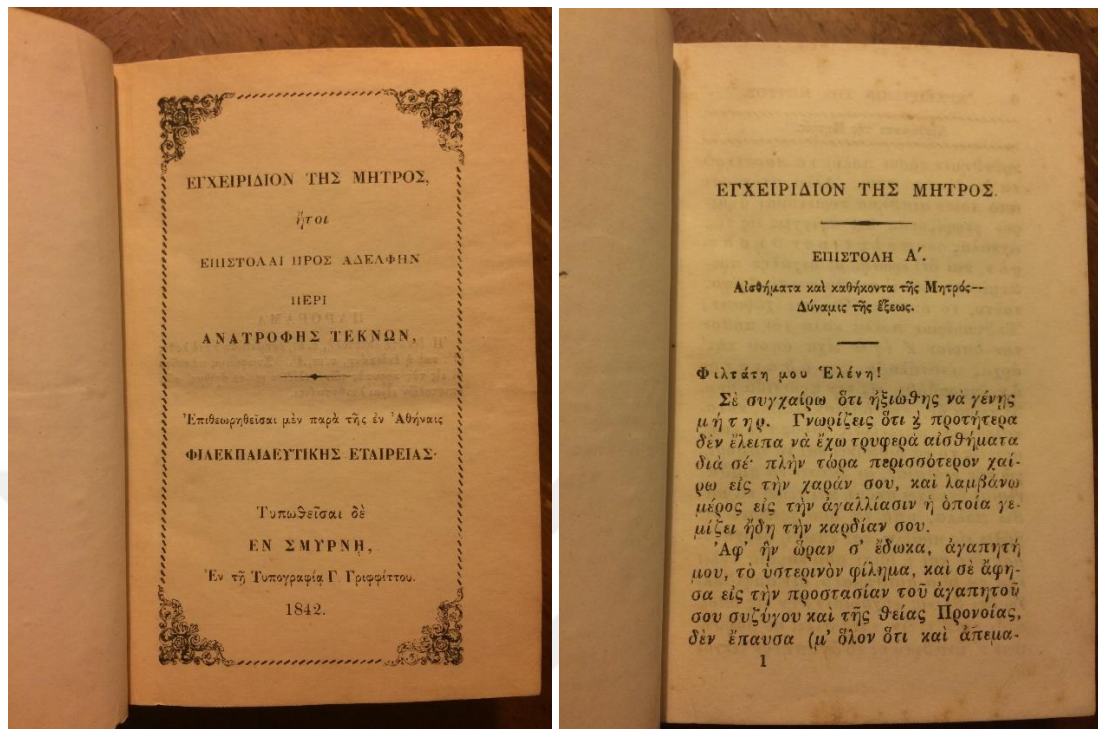 ΕΓΧΕΙΡΙΔΙΟΝ ΤΗΣ ΜΗΤΡΟΣ,
ἤτοι
ΕΠΙΣΤΟΛΑΙ ΠΡΟΣ ΑΔΕΛΦΗΝ
ΠΕΡΙ
ΑΝΑΤΡΟΦΗΣ ΤΕΚΝΩΝ,
Ἐπιθεωρηθεῖσαι μὲν παρὰ τῆς ἐν Ἀθήναις
ΦΙΛΕΚΠΑΙΔΕΥΤΙΚΗΣ ΕΤΑΙΡΕΙΑΣ·
Τυπωθεῖσαι δὲ
ΕΝ ΣΜΥΡΝΗ,
Ἐν τῇ Τυπογραφίᾳ Γ. Γριφφίττου.
1842.
ΕΓΧΕΙΡΙΔΙΟΝ ΤΗΣ ΜΗΤΡΟΣ.
ΕΠΙΣΤΟΛΗ Α΄.
Αἰσθήματα καὶ καθήκοντα τῆς Μητρός—
Δύναμις τῆς ἕξεως.
Φιλτάτη μου Ἑλένη!
Σὲ συγχαίρω ὅτι ἠξιώθης νὰ γένῃς
μήτηρ. Γνωρίζεις ὅτι ϗ προτήτερα
δὲν ἔλειπα νὰ ἔχω τρυφερὰ αἰσθήματα
διὰ σέ· πλὴν τώρα περισσότερον χαί-
ρω εἰς τὴν χαράν σου, καὶ λαμβάνω
μέρος εἰς τὴν ἀγαλλίασιν ἡ ὁποία γε-
μίζει ἤδη τὴν καρδίαν σου.
Ἀφ' ἣν ὥραν σ' ἔδωκα, ἀγαπητή
μου, τὸ ὑστερινὸν φίλημα, καὶ σὲ ἄφη-
σα εἰς τὴν προστασίαν τοῦ ἀγαπητοῦ
σου συζύγου καὶ τῆς θείας Προνοίας,
δὲν ἔπαυσα (μ' ὅλον ὅτι καὶ ἀπεμα-
1